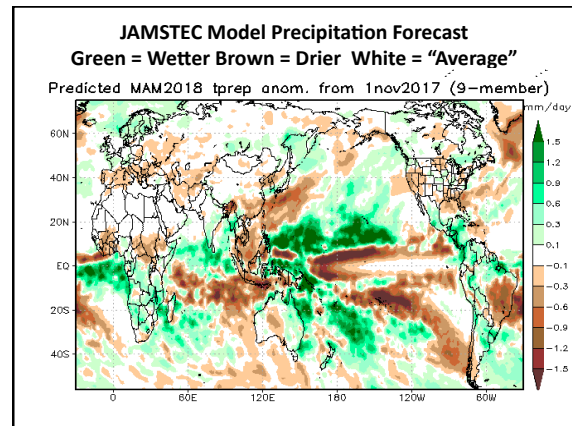 JAMSTEC Model Precipitation Forecast
Green = Wetter Brown = Drier  White = “Average”
Predicted MAM2018 tprep anom. from 1nov2017 (9-member)
mm/day
60N
40N
20N
EQ
20S
40S
0
60E
120E
180
120W
60W
1.5
1.2
0.9
0.6
0.3
0.1
-0.1
-0.3
-0.6
-0.9
-1.2
-1.5